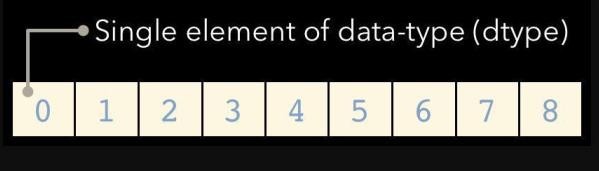 Single element of data-type (dtype)
0 1 2 3 4 5 6 7 8